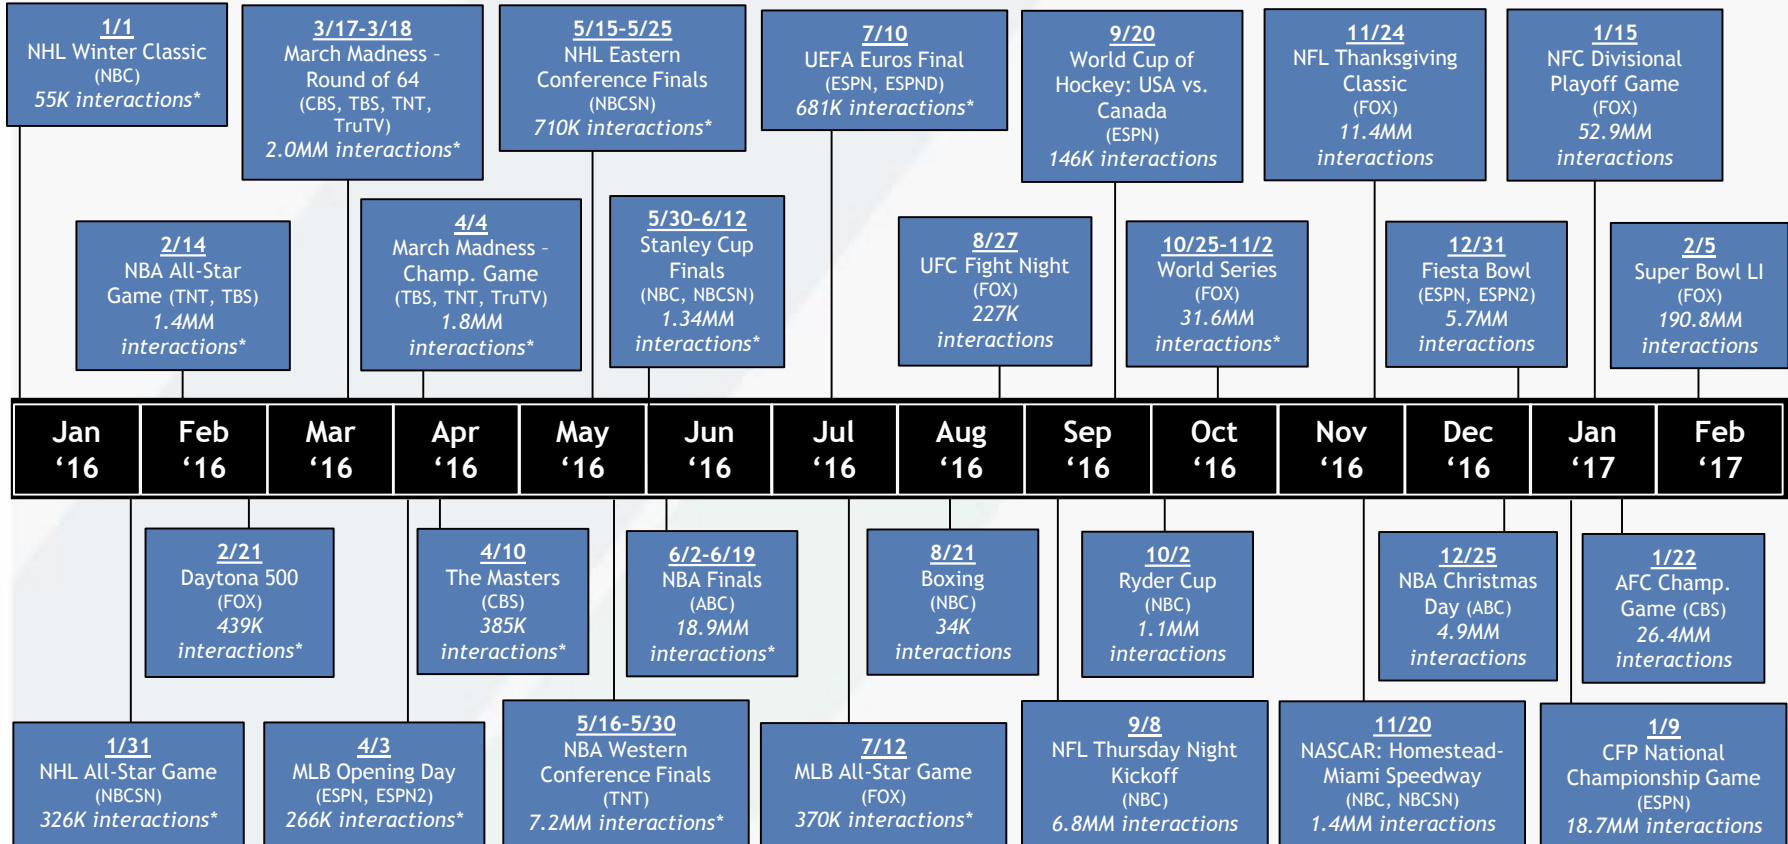 1/1
NHL Winter Classic
(NBC)
55K interactions*
3/17-3/18
March Madness –
Round of 64
(CBS, TBS, TNT,
TruTV)
2.0MM interactions*
5/15-5/25
NHL Eastern
Conference Finals
(NBCSN)
710K interactions*
7/10
UEFA Euros Final
(ESPN, ESPND)
681K interactions*
9/20
World Cup of
Hockey: USA vs.
Canada
(ESPN)
146K interactions
11/24
NFL Thanksgiving
Classic
(FOX)
11.4MM
interactions
1/15
NFC Divisional
Playoff Game
(FOX)
52.9MM
interactions
2/14
NBA All-Star
Game (TNT, TBS)
1.4MM
interactions*
4/4
March Madness –
Champ. Game
(TBS, TNT, TruTV)
1.8MM
interactions*
5/30-6/12
Stanley Cup
Finals
(NBC, NBCSN)
1.34MM
interactions*
8/27
UFC Fight Night
(FOX)
227K
interactions
10/25-11/2
World Series
(FOX)
31.6MM
interactions*
12/31
Fiesta Bowl
(ESPN, ESPN2)
5.7MM
interactions
2/5
Super Bowl LI
(FOX)
190.8MM
interactions
Jan
‘16
Feb
‘16
Mar
‘16
Apr
‘16
May
‘16
Jun
‘16
Jul
‘16
Aug
‘16
Sep
‘16
Oct
‘16
Nov
‘16
Dec
‘16
Jan
‘17
Feb
‘17
2/21
Daytona 500
(FOX)
439K
interactions*
4/10
The Masters
(CBS)
385K
interactions*
6/2-6/19
NBA Finals
(ABC)
18.9MM
interactions*
8/21
Boxing
(NBC)
34K
interactions
10/2
Ryder Cup
(NBC)
1.1MM
interactions
12/25
NBA Christmas
Day (ABC)
4.9MM
interactions
1/22
AFC Champ.
Game (CBS)
26.4MM
interactions
1/31
NHL All-Star Game
(NBCSN)
326K interactions*
4/3
MLB Opening Day
(ESPN, ESPN2)
266K interactions*
5/16-5/30
NBA Western
Conference Finals
(TNT)
7.2MM interactions*
7/12
MLB All-Star Game
(FOX)
370K interactions*
9/8
NFL Thursday Night
Kickoff
(NBC)
6.8MM interactions
11/20
NASCAR: Homestead-
Miami Speedway
(NBC, NBCSN)
1.4MM interactions
1/9
CFP National
Championship Game
(ESPN)
18.7MM interactions